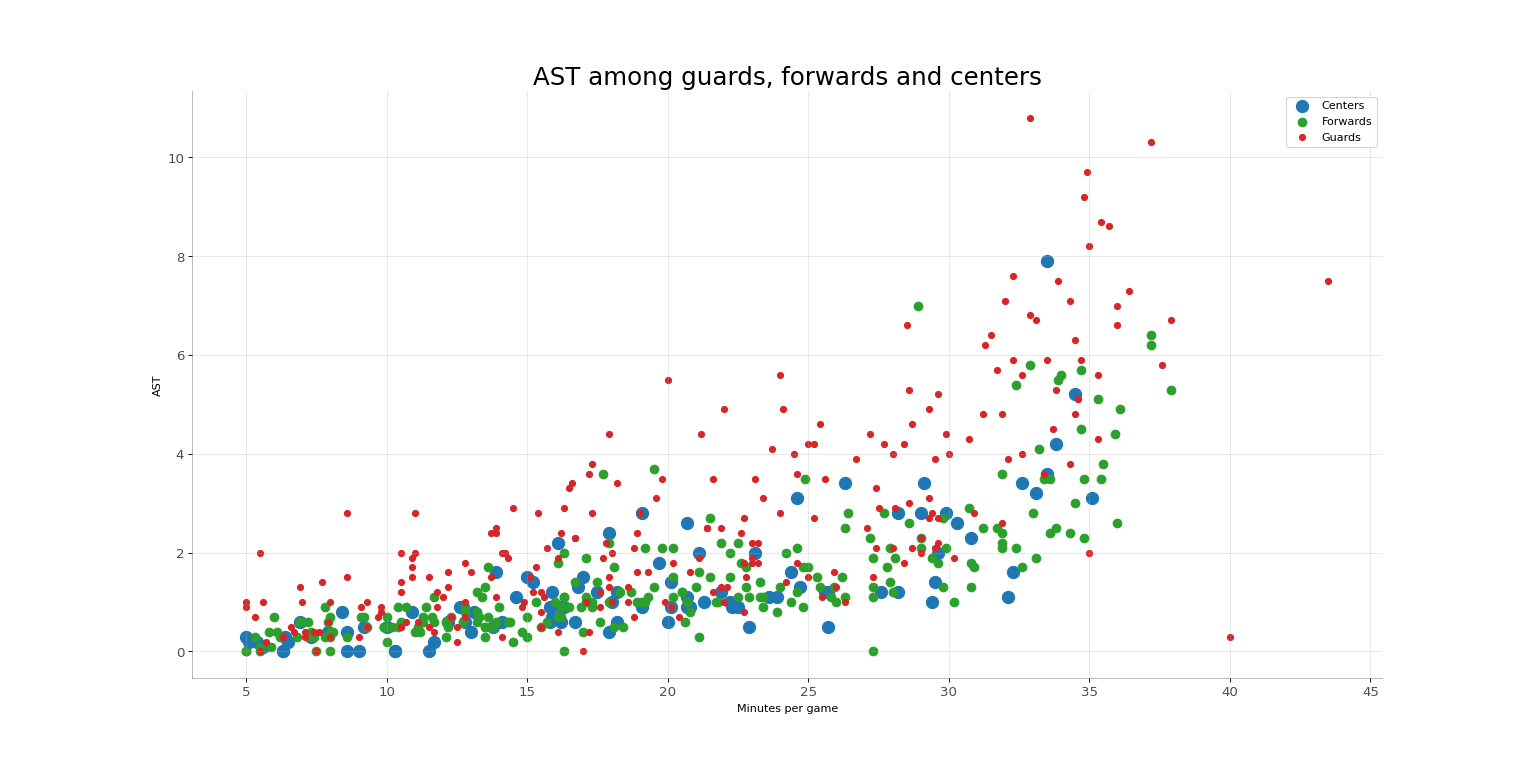 AST among guards, forwards and centers
Centers
Forwards
Guards
10
8
6
4
2
0
AST
5 10 15 20 25 30 35 40 45
Minutes per game